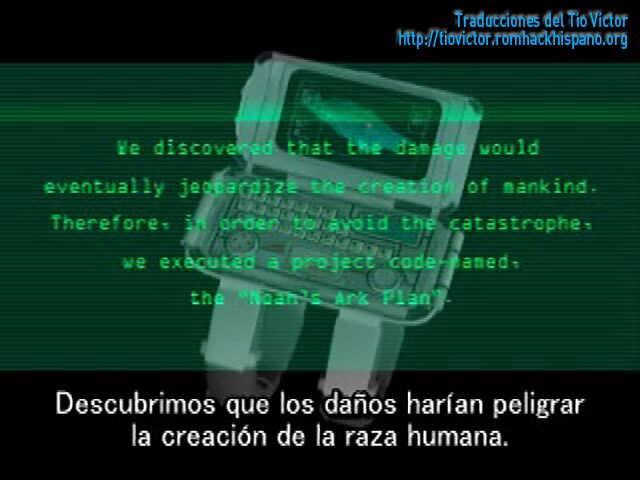 Traducciones del Tío Víctor
http://tiovictor.romhackhispano.org
We discovered that the damage would
eventually jeopardize the creation of mankind.
Therefore, in order to avoid the catastrophe,
we executed a project code-named,
the "Noah's Ark Plan".
Descubrimos que los daños harían peligrar
la creación de la raza humana.